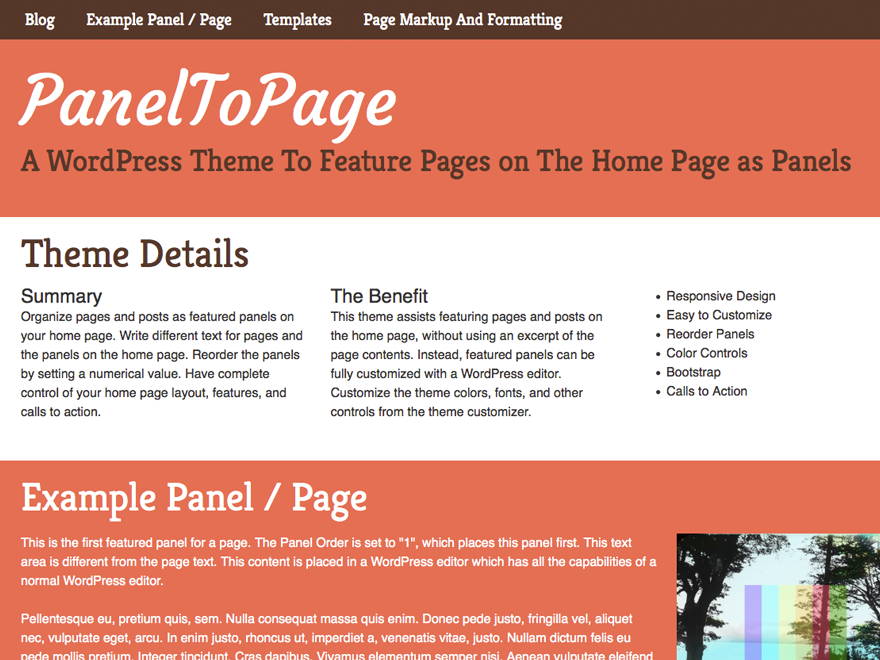 Blog Example Panel / Page Templates Page Markup And Formatting
PanelToPage
A WordPress Theme To Feature Pages on The Home Page as Panels
Theme Details
Summary
Organize pages and posts as featured panels on
your home page. Write different text for pages and
the panels on the home page. Reorder the panels
by setting a numerical value. Have complete
control of your home page layout, features, and
calls to action.
The Benefit
This theme assists featuring pages and posts on
the home page, without using an excerpt of the
page contents. Instead, featured panels can be
fully customized with a WordPress editor.
Customize the theme colors, fonts, and other
controls from the theme customizer.
• Responsive Design
• Easy to Customize
• Reorder Panels
• Color Controls
• Bootstrap
• Calls to Action
Example Panel / Page
This is the first featured panel for a page. The Panel Order is set to "1", which places this panel first. This text
area is different from the page text. This content is placed in a WordPress editor which has all the capabilities of a
normal WordPress editor.
Pellentesque eu, pretium quis, sem. Nulla consequat massa quis enim. Donec pede justo, fringilla vel, aliquet
nec, vulputate eget, arcu. In enim justo, rhoncus ut, imperdiet a, venenatis vitae, justo. Nullam dictum felis eu
pede mollis pretium. Integer tincidunt. Cras dapibus. Vivamus elementum semper nisi. Aenean vulputate eleifend